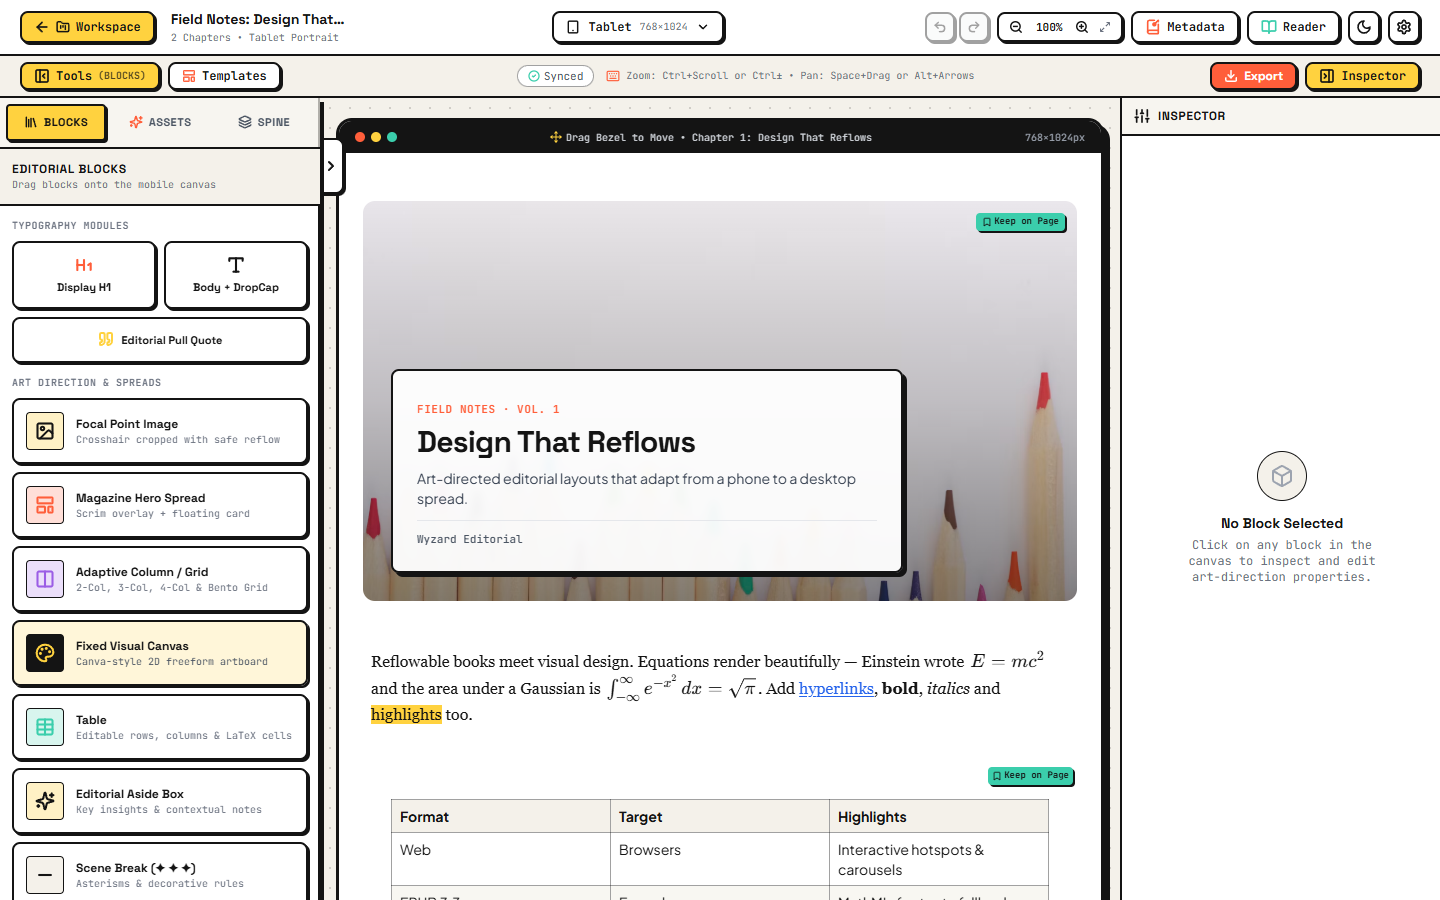 Workspace
Field Notes: Design That...
2 Chapters • Tablet Portrait
Tablet 768×1024
100%
Metadata
Reader
Tools (BLOCKS)
Templates
Synced
Zoom: Ctrl+Scroll or Ctrl± • Pan: Space+Drag or Alt+Arrows
Export
Inspector
BLOCKS
ASSETS
SPINE
EDITORIAL BLOCKS
Drag blocks onto the mobile canvas
TYPOGRAPHY MODULES
H1
Display H1
Body + DropCap
Editorial Pull Quote
ART DIRECTION & SPREADS
Focal Point Image
Crosshair cropped with safe reflow
Magazine Hero Spread
Scrim overlay + floating card
Adaptive Column / Grid
2-Col, 3-Col, 4-Col & Bento Grid
Fixed Visual Canvas
Canva-style 2D freeform artboard
Table
Editable rows, columns & LaTeX cells
Editorial Aside Box
Key insights & contextual notes
Scene Break (✦ ✦ ✦)
Asterisms & decorative rules
Drag Bezel to Move • Chapter 1: Design That Reflows
768×1024px
Keep on Page
FIELD NOTES · VOL. 1
Design That Reflows
Art-directed editorial layouts that adapt from a phone to a desktop
spread.
Wyzard Editorial
Reflowable books meet visual design. Equations render beautifully — Einstein wrote E = mc²
and the area under a Gaussian is ∫_{-∞}^{∞} e^{-x²} dx = √π. Add hyperlinks, bold, italics and
highlights too.
Keep on Page
Format Target Highlights
Web Browsers Interactive hotspots &
carousels
INSPECTOR
No Block Selected
Click on any block in the
canvas to inspect and edit
art-direction properties.